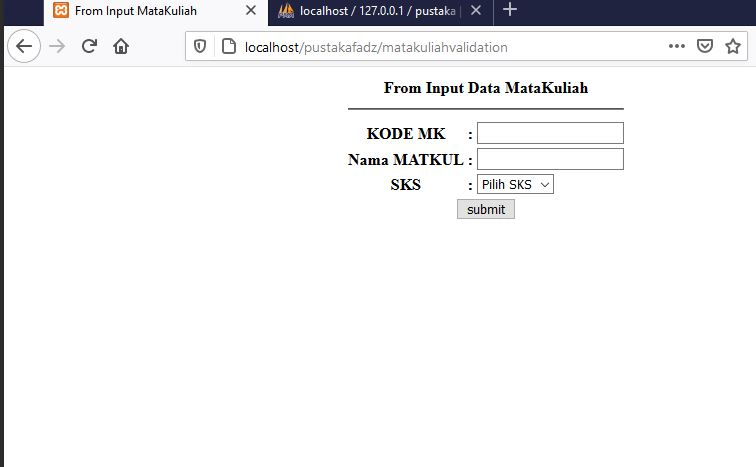 From Input MataKuliah
localhost / 127.0.0.1 / pustaka |
localhost/pustakafadz/matakuliahvalidation
From Input Data MataKuliah
KODE MK :
Nama MATKUL :
SKS : Pilih SKS
submit